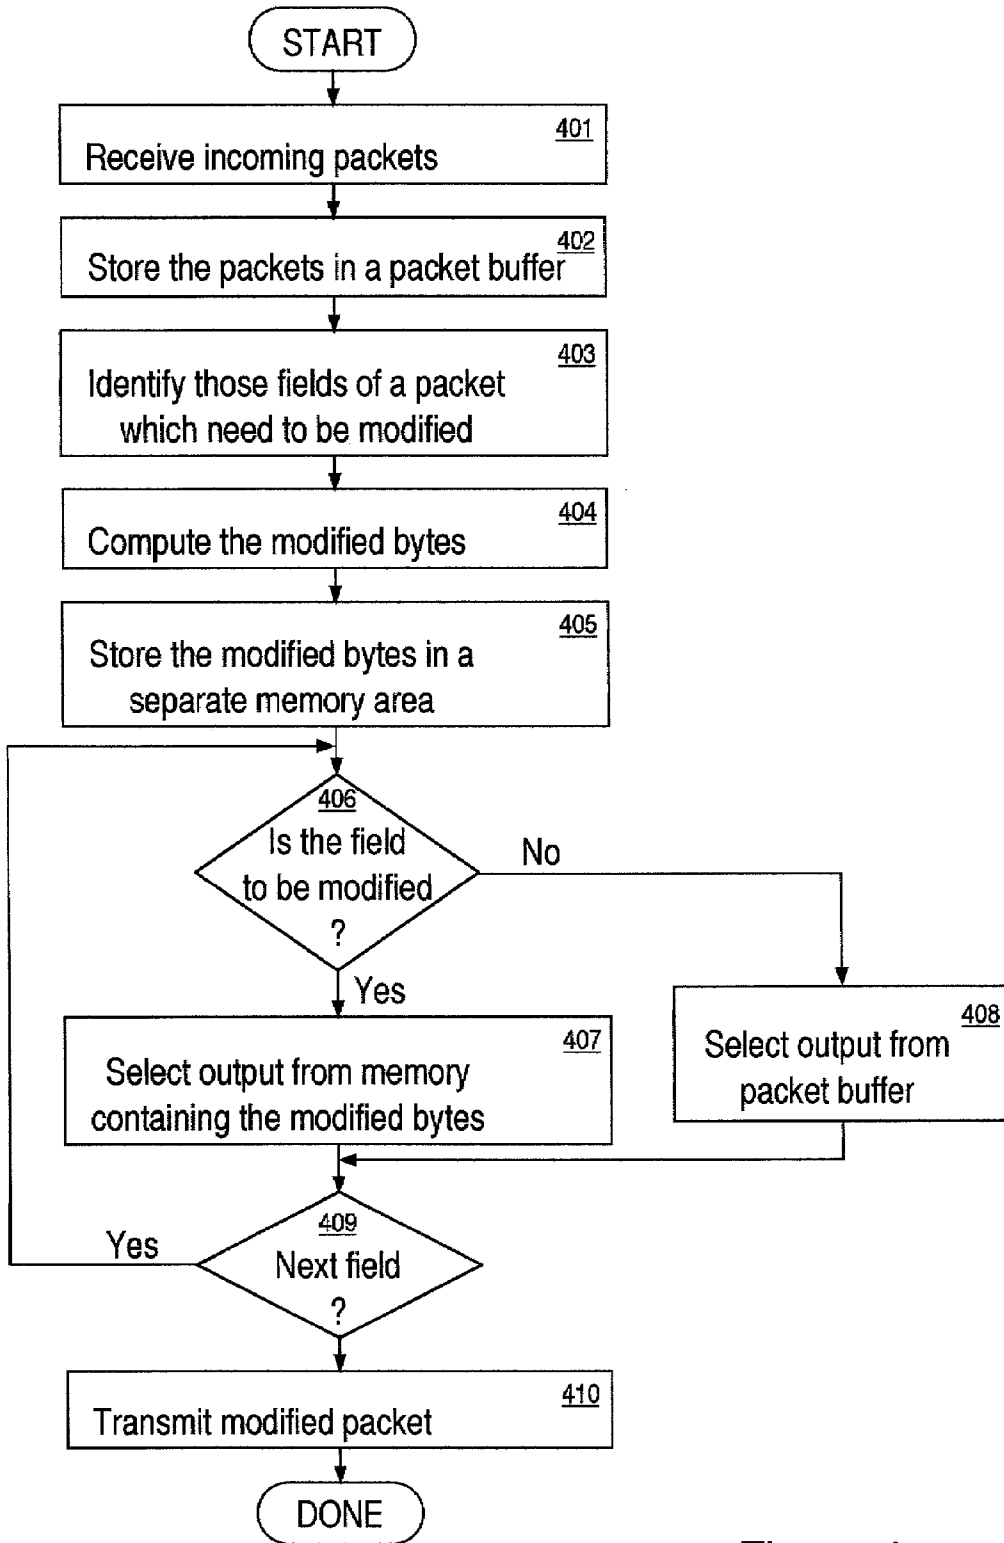 START
401
Receive incoming packets
402
Store the packets in a packet buffer
403
Identify those fields of a packet
which need to be modified
404
Compute the modified bytes
405
Store the modified bytes in a
separate memory area
406
Is the field
to be modified
?
No
Yes
407
Select output from memory
containing the modified bytes
408
Select output from
packet buffer
409
Next field
?
Yes
410
Transmit modified packet
DONE